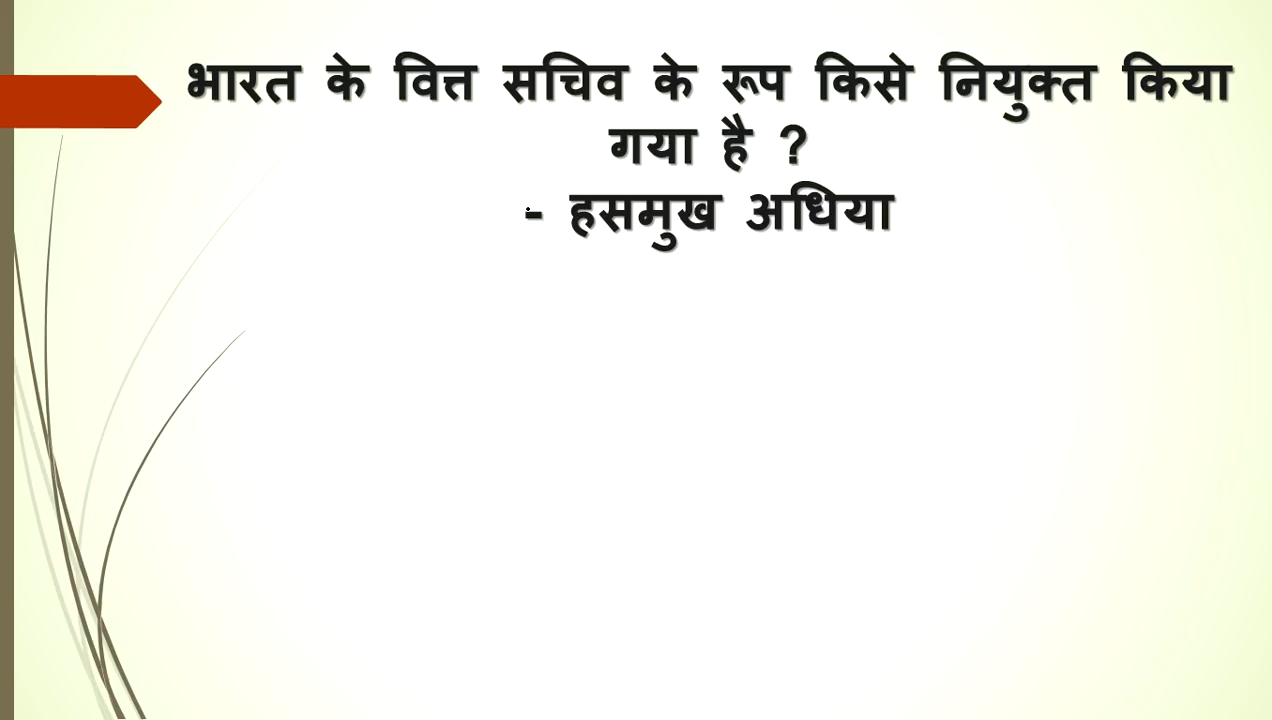 भारत के वित्त सचिव के रूप किसे नियुक्त किया
गया है ?
- हसमुख अधिया